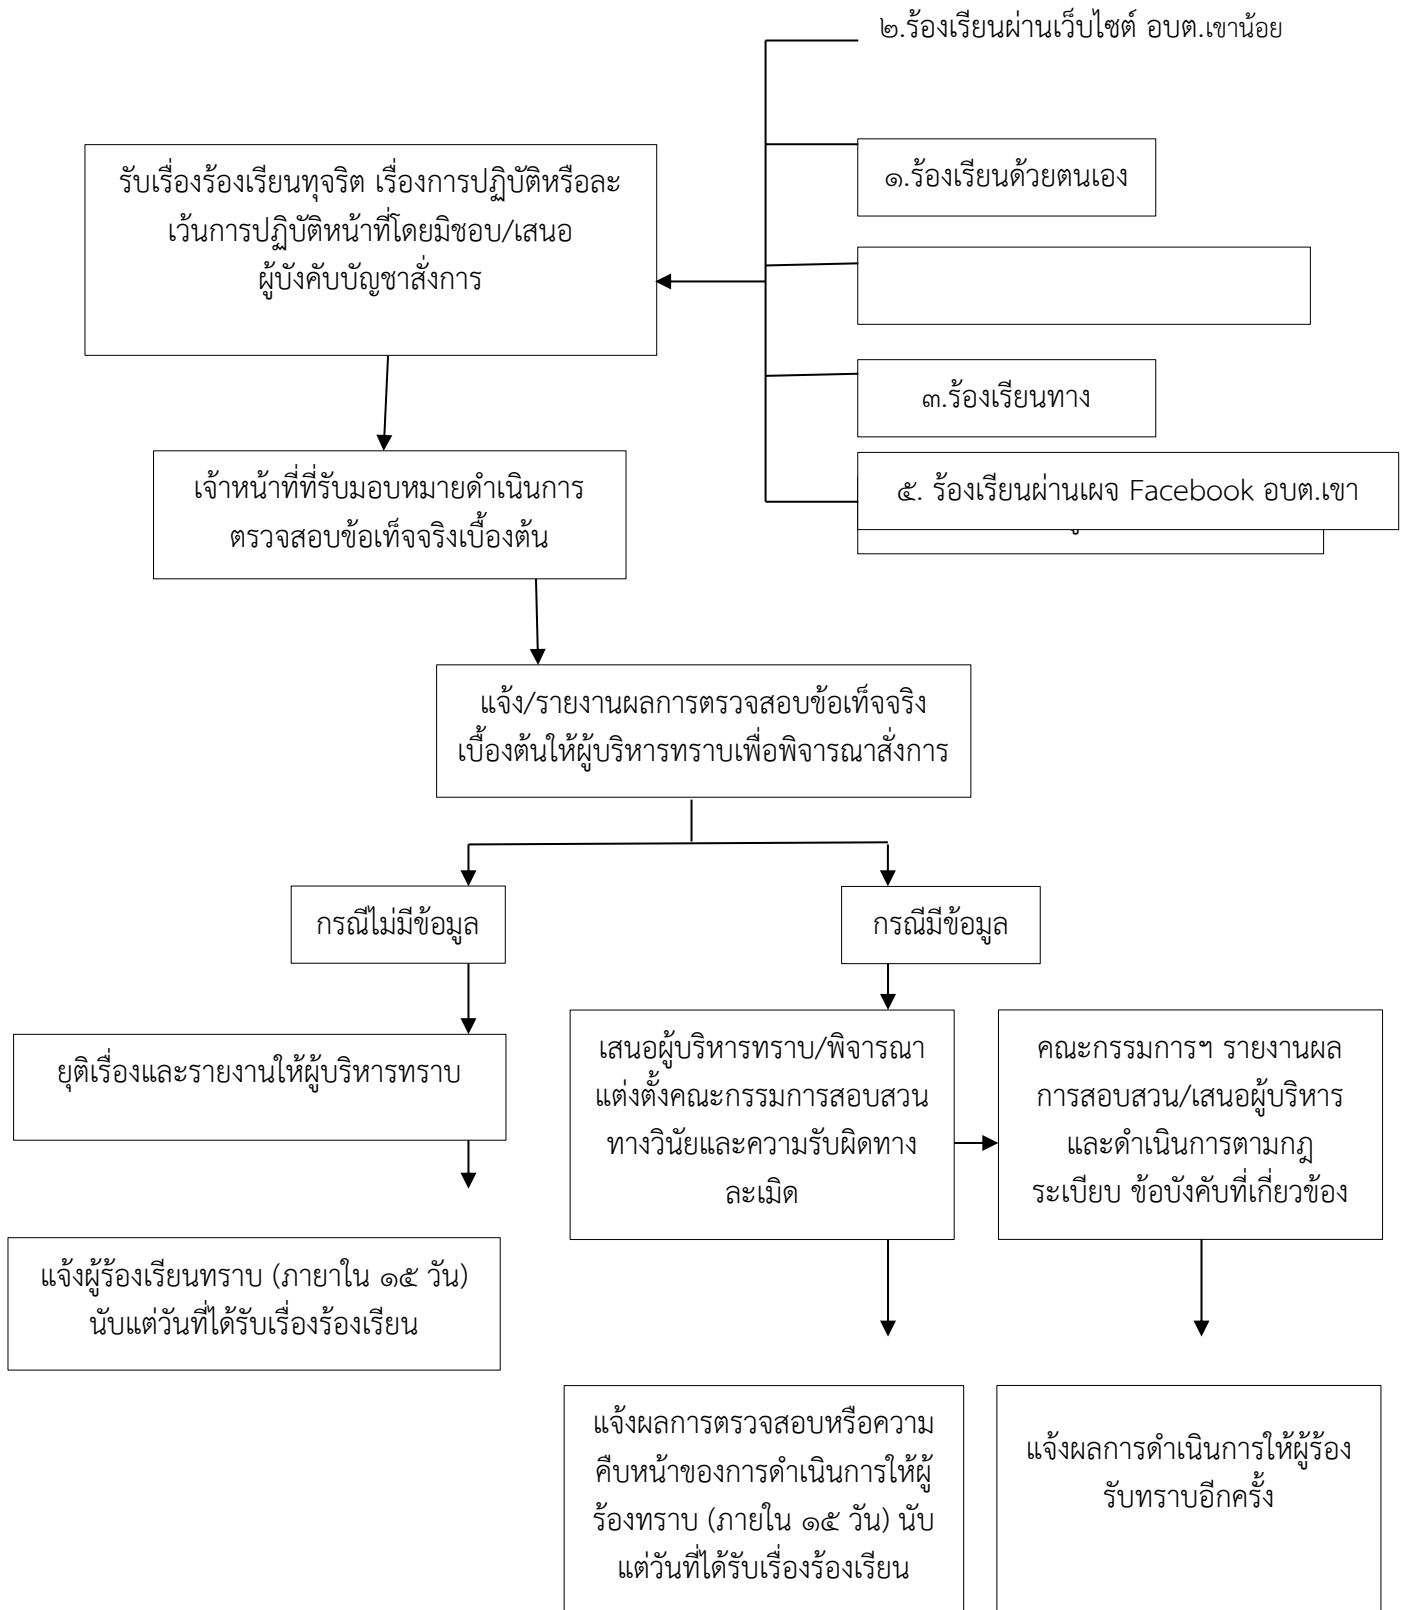 ๒.ร้องเรียนผ่านเว็บไซต์ อบต.เขาน้อย
รับเรื่องร้องเรียนทุจริต เรื่องการปฏิบัติหรือละ
เว้นการปฏิบัติหน้าที่โดยมิชอบ/เสนอ
ผู้บังคับบัญชาสั่งการ
๑.ร้องเรียนด้วยตนเอง
๓.ร้องเรียนทาง
๕. ร้องเรียนผ่านเผจ Facebook อบต.เขา
เจ้าหน้าที่ที่รับมอบหมายดำเนินการ
ตรวจสอบข้อเท็จจริงเบื้องต้น
แจ้ง/รายงานผลการตรวจสอบข้อเท็จจริง
เบื้องต้นให้ผู้บริหารทราบเพื่อพิจารณาสั่งการ
กรณีไม่มีข้อมูล
กรณีมีข้อมูล
ยุติเรื่องและรายงานให้ผู้บริหารทราบ
เสนอผู้บริหารทราบ/พิจารณา
แต่งตั้งคณะกรรมการสอบสวน
ทางวินัยและความรับผิดทาง
ละเมิด
คณะกรรมการฯ รายงานผล
การสอบสวน/เสนอผู้บริหาร
และดำเนินการตามกฎ
ระเบียบ ข้อบังคับที่เกี่ยวข้อง
แจ้งผู้ร้องเรียนทราบ (ภายาใน ๑๕ วัน)
นับแต่วันที่ได้รับเรื่องร้องเรียน
แจ้งผลการตรวจสอบหรือความ
คืบหน้าของการดำเนินการให้ผู้
ร้องทราบ (ภายใน ๑๕ วัน) นับ
แต่วันที่ได้รับเรื่องร้องเรียน
แจ้งผลการดำเนินการให้ผู้ร้อง
รับทราบอีกครั้ง